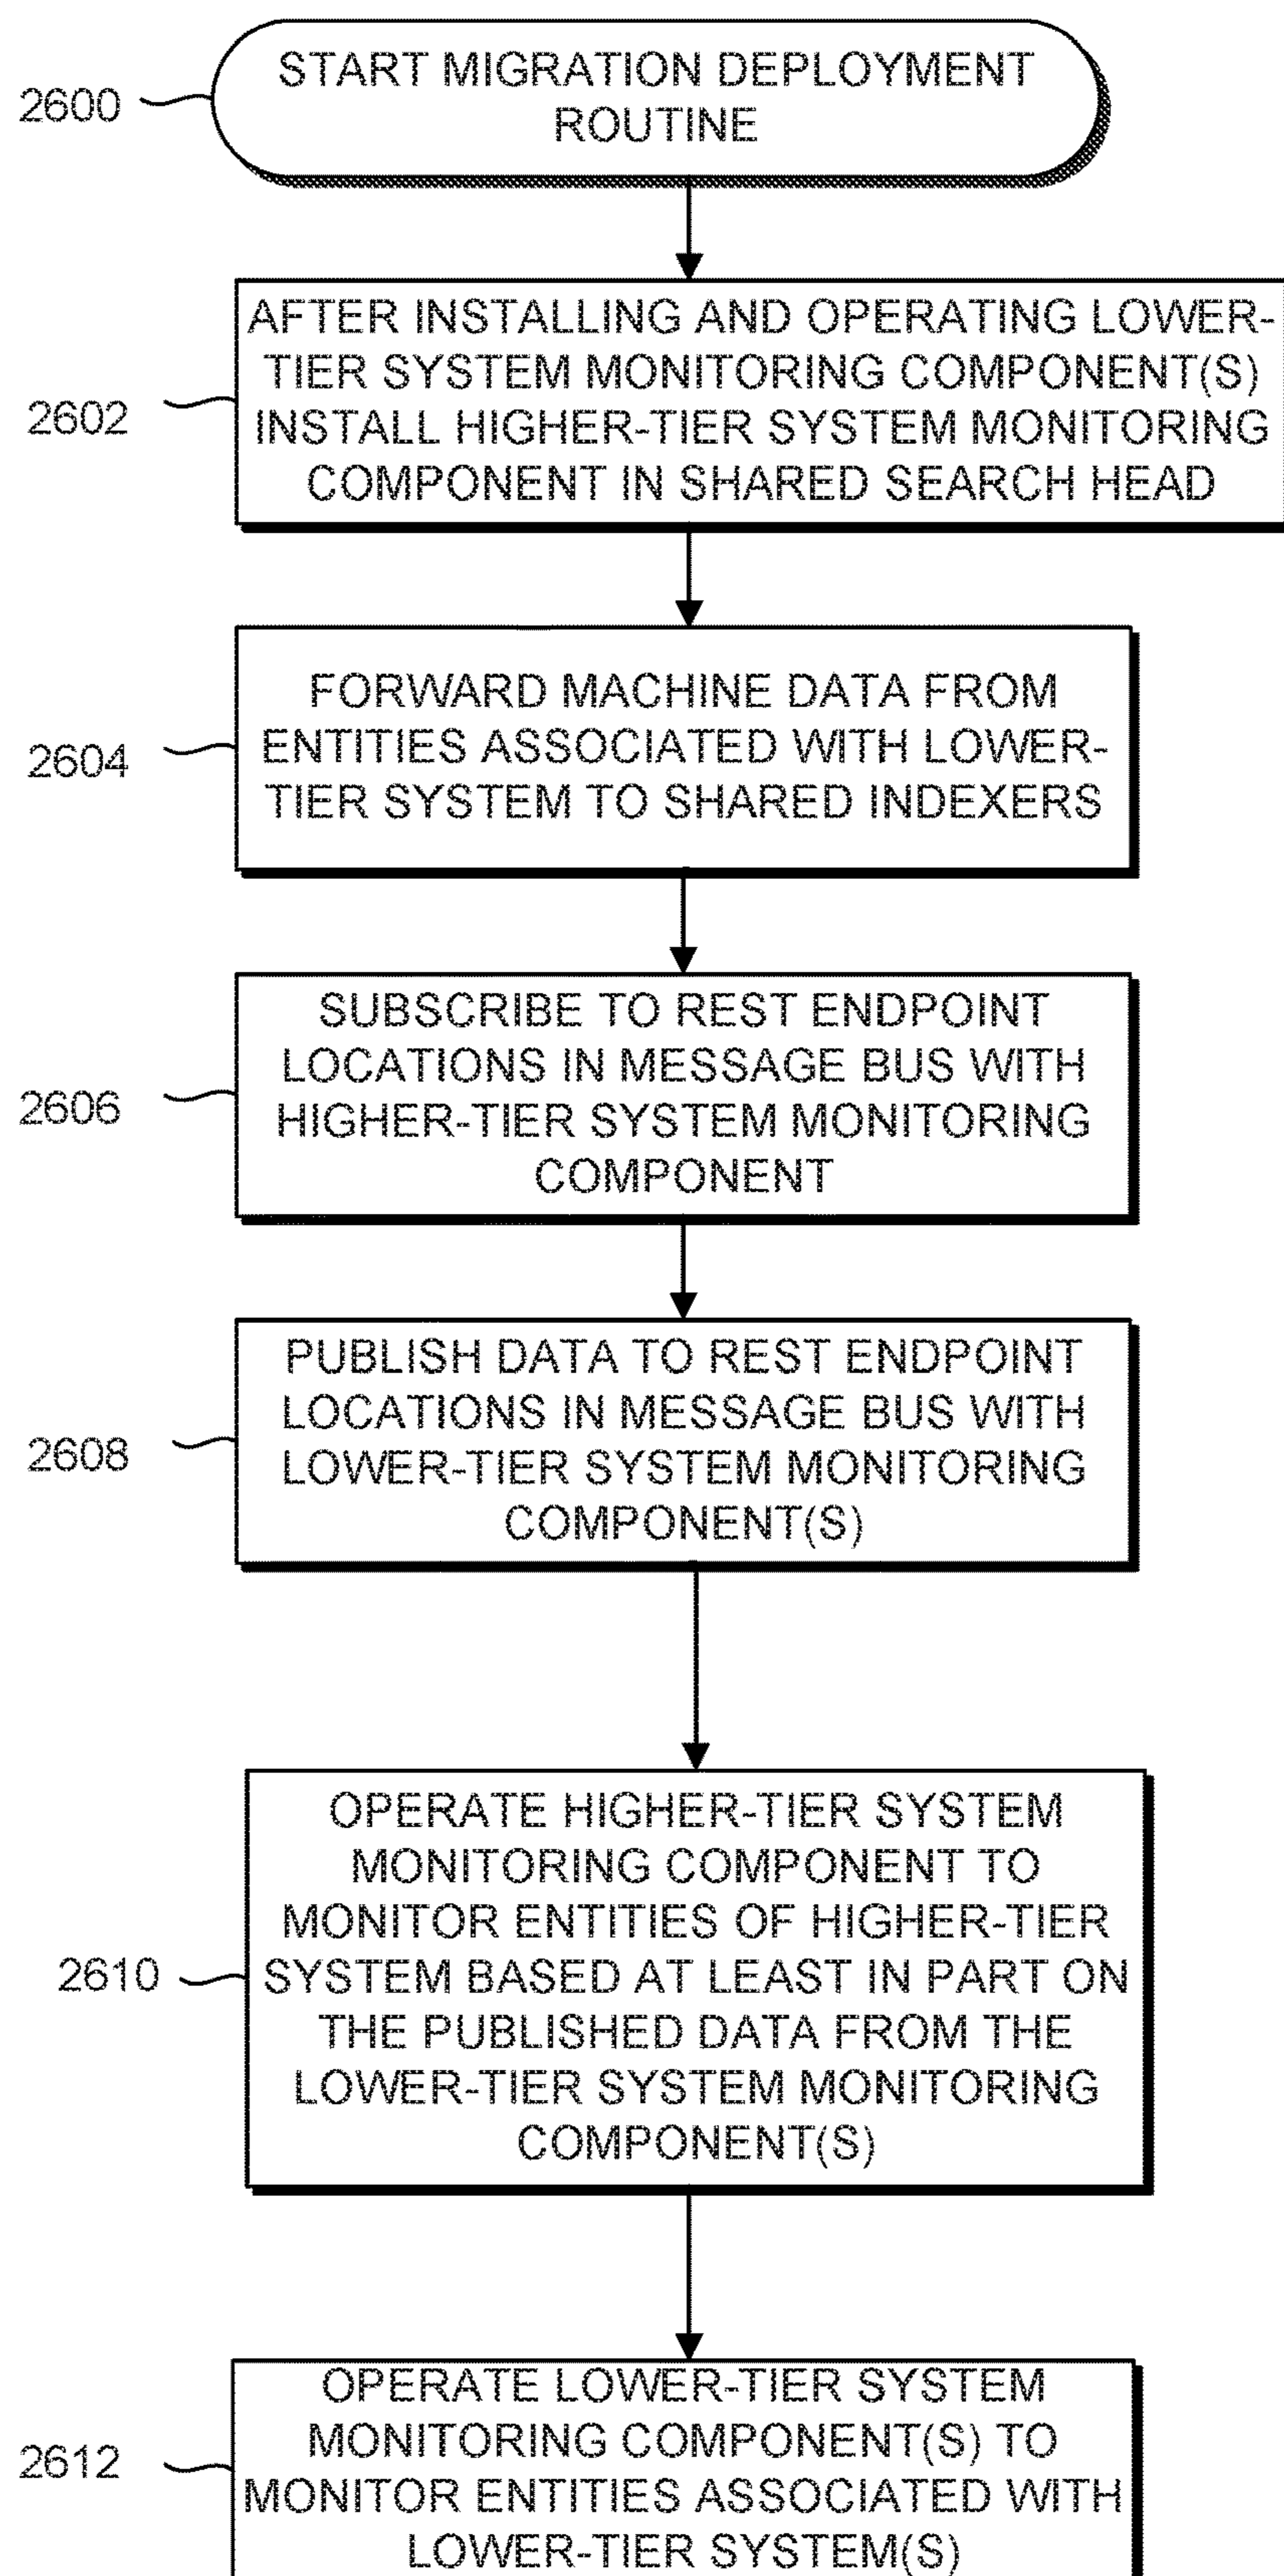 START MIGRATION DEPLOYMENT
ROUTINE
2600
AFTER INSTALLING AND OPERATING LOWER-
TIER SYSTEM MONITORING COMPONENT(S)
INSTALL HIGHER-TIER SYSTEM MONITORING
COMPONENT IN SHARED SEARCH HEAD
2602
FORWARD MACHINE DATA FROM
ENTITIES ASSOCIATED WITH LOWER-
TIER SYSTEM TO SHARED INDEXERS
2604
SUBSCRIBE TO REST ENDPOINT
LOCATIONS IN MESSAGE BUS WITH
HIGHER-TIER SYSTEM MONITORING
COMPONENT
2606
PUBLISH DATA TO REST ENDPOINT
LOCATIONS IN MESSAGE BUS WITH
LOWER-TIER SYSTEM MONITORING
COMPONENT(S)
2608
OPERATE HIGHER-TIER SYSTEM
MONITORING COMPONENT TO
MONITOR ENTITIES OF HIGHER-TIER
SYSTEM BASED AT LEAST IN PART ON
THE PUBLISHED DATA FROM THE
LOWER-TIER SYSTEM MONITORING
COMPONENT(S)
2610
OPERATE LOWER-TIER SYSTEM
MONITORING COMPONENT(S) TO
MONITOR ENTITIES ASSOCIATED WITH
LOWER-TIER SYSTEM(S)
2612